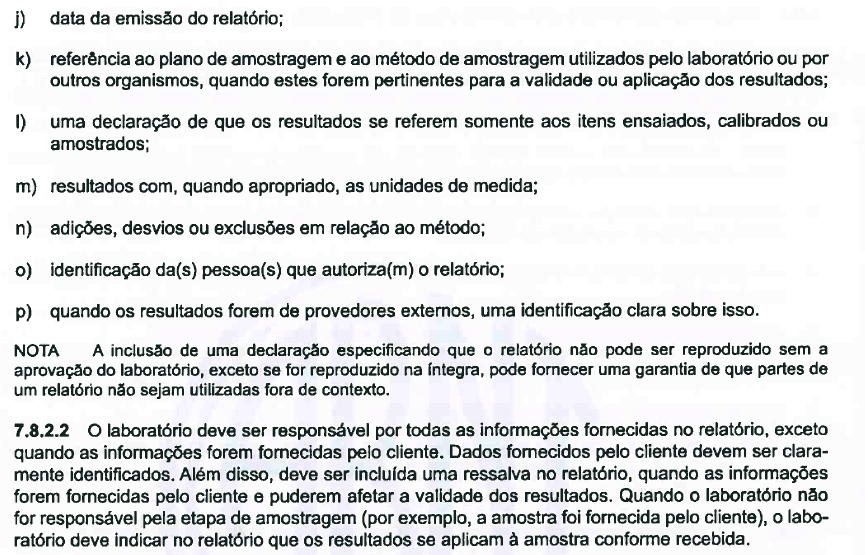 j) data da emissão do relatório;
k) referência ao plano de amostragem e ao método de amostragem utilizados pelo laboratório ou por
outros organismos, quando estes forem pertinentes para a validade ou aplicação dos resultados;
l) uma declaração de que os resultados se referem somente aos itens ensaiados, calibrados ou
amostrados;
m) resultados com, quando apropriado, as unidades de medida;
n) adições, desvios ou exclusões em relação ao método;
o) identificação da(s) pessoa(s) que autoriza(m) o relatório;
p) quando os resultados forem de provedores externos, uma identificação clara sobre isso.
NOTA A inclusão de uma declaração especificando que o relatório não pode ser reproduzido sem a
aprovação do laboratório, exceto se for reproduzido na íntegra, pode fornecer uma garantia de que partes de
um relatório não sejam utilizadas fora de contexto.
7.8.2.2 O laboratório deve ser responsável por todas as informações fornecidas no relatório, exceto
quando as informações forem fornecidas pelo cliente. Dados fornecidos pelo cliente devem ser clara-
mente identificados. Além disso, deve ser incluída uma ressalva no relatório, quando as informações
forem fornecidas pelo cliente e puderem afetar a validade dos resultados. Quando o laboratório não
for responsável pela etapa de amostragem (por exemplo, a amostra foi fornecida pelo cliente), o labo-
ratório deve indicar no relatório que os resultados se aplicam à amostra conforme recebida.